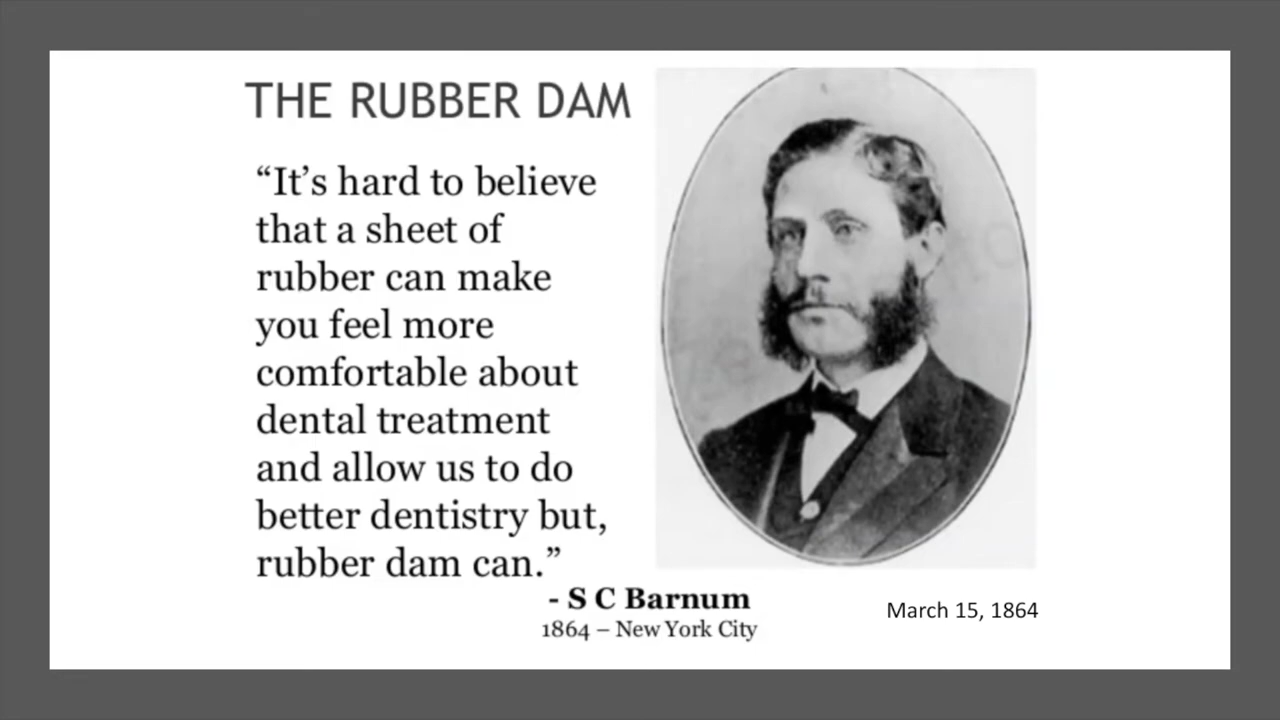 THE RUBBER DAM
“It’s hard to believe
that a sheet of
rubber can make
you feel more
comfortable about
dental treatment
and allow us to do
better dentistry but,
rubber dam can.”
- S C Barnum
1864 – New York City
March 15, 1864